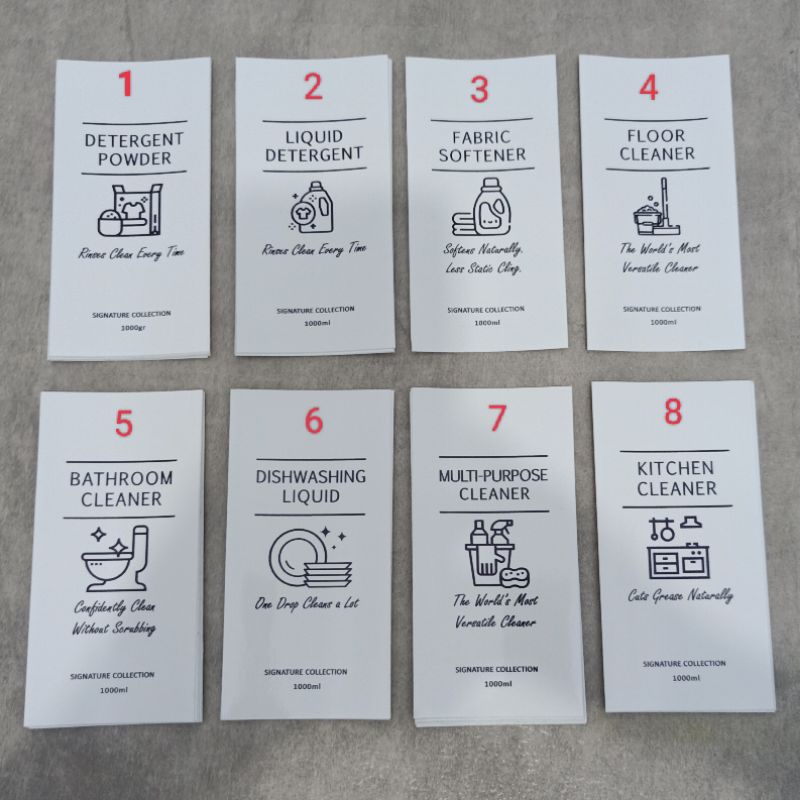 1
DETERGENT
POWDER
Rinses Clean Every Time
SIGNATURE COLLECTION
1000gr
2
LIQUID
DETERGENT
Rinses Clean Every Time
SIGNATURE COLLECTION
1000ml
3
FABRIC
SOFTENER
Softens Naturally.
Less Static Cling.
SIGNATURE COLLECTION
1000ml
4
FLOOR
CLEANER
The World's Most
Versatile Cleaner
SIGNATURE COLLECTION
1000ml
5
BATHROOM
CLEANER
Confidently Clean
Without Scrubbing
SIGNATURE COLLECTION
1000ml
6
DISHWASHING
LIQUID
One Drop Cleans a Lot
SIGNATURE COLLECTION
1000ml
7
MULTI-PURPOSE
CLEANER
The World's Most
Versatile Cleaner
SIGNATURE COLLECTION
1000ml
8
KITCHEN
CLEANER
Cuts Grease Naturally
SIGNATURE COLLECTION
1000ml